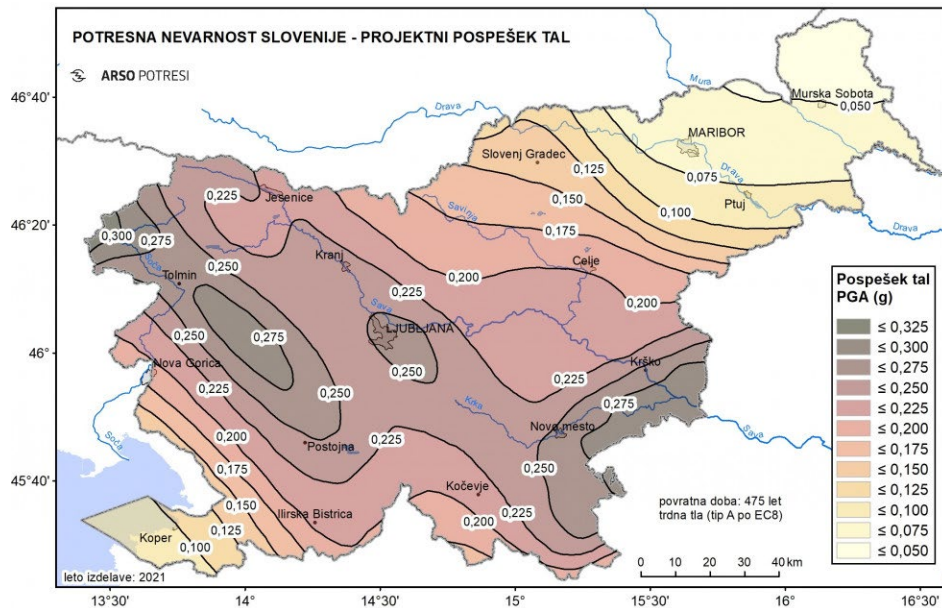 POTRESNA NEVARNOST SLOVENIJE - PROJEKTNI POSPEŠEK TAL
ARSO POTRESI
46°40'
46°20'
46°
45°40'
Mura
Murska Sobota
0,050
Drava
MARIBOR
Slovenj Gradec
0,125
0,075
Drava
Ptuj
0,150
0,100
Drava
0,225
Jesenice
Savinja
0,175
0,300
0,275
Soča
Kranj
Celje
Tolmin
0,250
0,200
0,225
0,200
Sava
LJUBLJANA
0,250
0,275
0,250
Nova Gorica
0,225
0,250
0,225
Krško
0,275
Krka
Soča
0,200
Postojna
0,225
Novo mesto
Sava
0,175
0,250
Kočevje
0,150
Ilirska Bistrica
0,200
0,225
Koper
0,125
0,100
Pospešek tal
PGA (g)
≤ 0,325
≤ 0,300
≤ 0,275
≤ 0,250
≤ 0,225
≤ 0,200
≤ 0,175
≤ 0,150
≤ 0,125
≤ 0,100
≤ 0,075
≤ 0,050
povratna doba: 475 let
trdna tla (tip A po EC8)
0 10 20 30 40 km
leto izdelave: 2021
13°30' 14° 14°30' 15° 15°30' 16° 16°30'